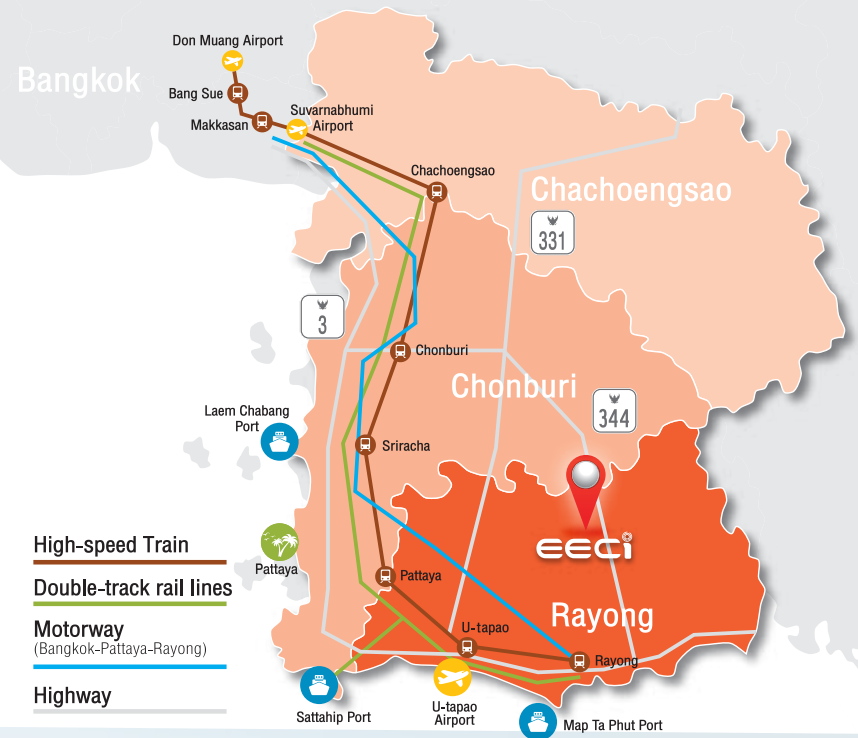 Don Muang Airport
Bangkok
Bang Sue
Makkasan
Suvarnabhumi
Airport
Chachoengsao
Chachoengsao
331
3
Chonburi
Chonburi
344
Laem Chabang
Port
Sriracha
EECi
High-speed Train
Pattaya
Pattaya
Double-track rail lines
Rayong
Motorway
(Bangkok-Pattaya-Rayong)
U-tapao
Rayong
Highway
Sattahip Port
U-tapao
Airport
Map Ta Phut Port